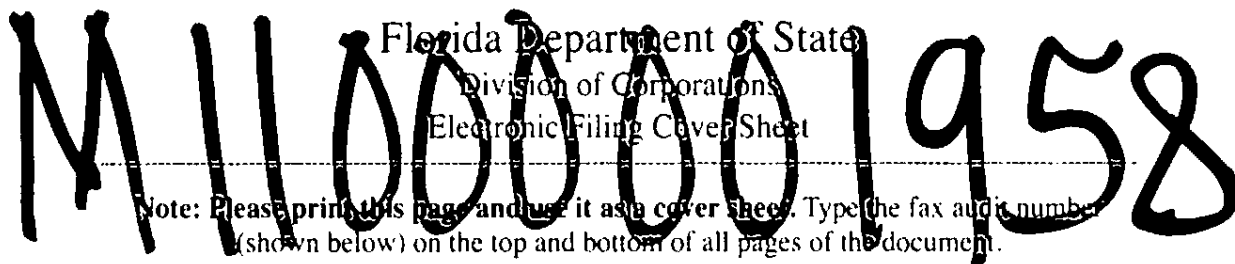 M11000001958
Florida Department of State
Division of Corporations
Electronic Filing Cover Sheet
Note: Please print this page and use it as a cover sheet. Type the fax audit number
(shown below) on the top and bottom of all pages of the document.